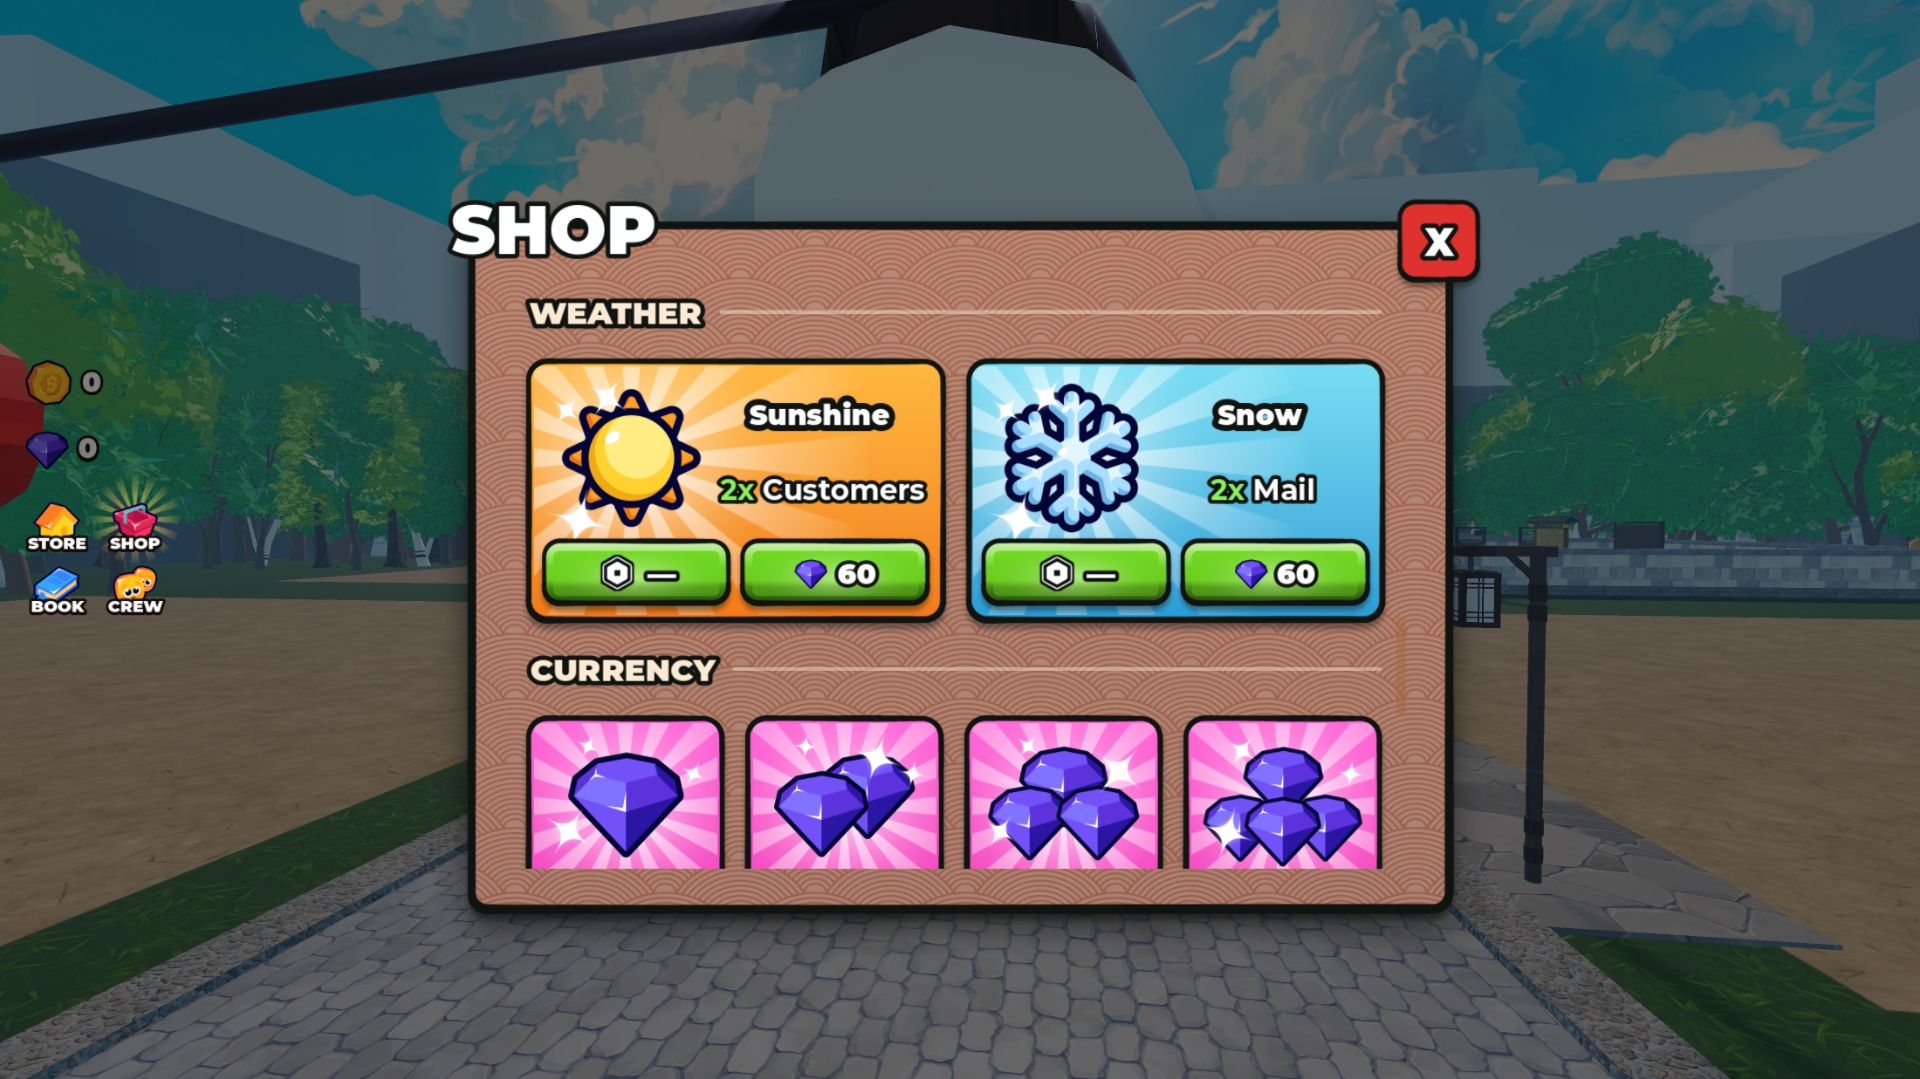 SHOP
X
WEATHER
Sunshine
2x Customers
60
Snow
2x Mail
60
CURRENCY
0
0
STORE
SHOP
BOOK
CREW